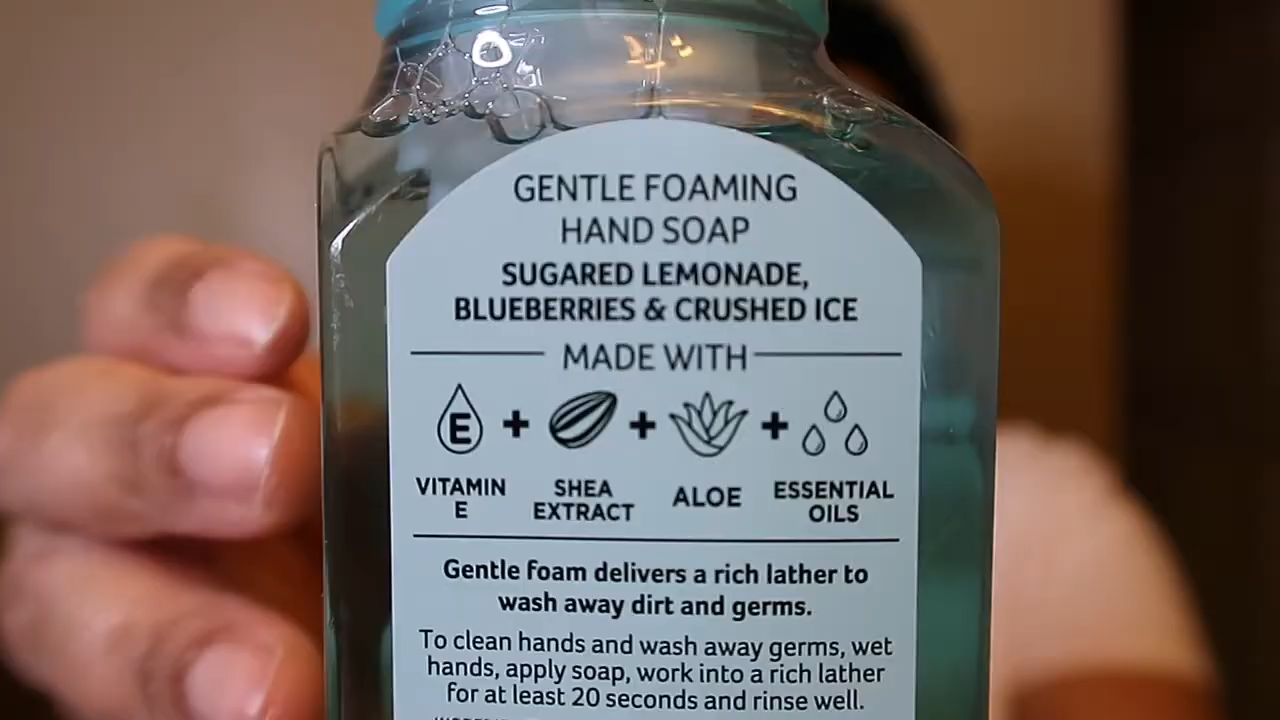 GENTLE FOAMING
HAND SOAP
SUGARED LEMONADE,
BLUEBERRIES & CRUSHED ICE
MADE WITH
E + + +
VITAMIN
E
SHEA
EXTRACT
ALOE
ESSENTIAL
OILS
Gentle foam delivers a rich lather to
wash away dirt and germs.
To clean hands and wash away germs, wet
hands, apply soap, work into a rich lather
for at least 20 seconds and rinse well.